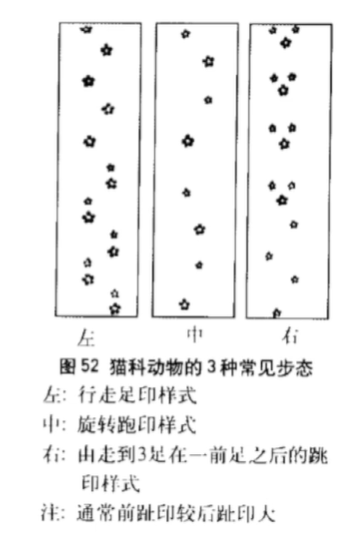 左
中
右
图52 猫科动物的3种常见步态
左: 行走足印样式
中: 旋转跑印样式
右: 由走到3足在一前足之后的跳
印样式
注: 通常前趾印较后趾印大